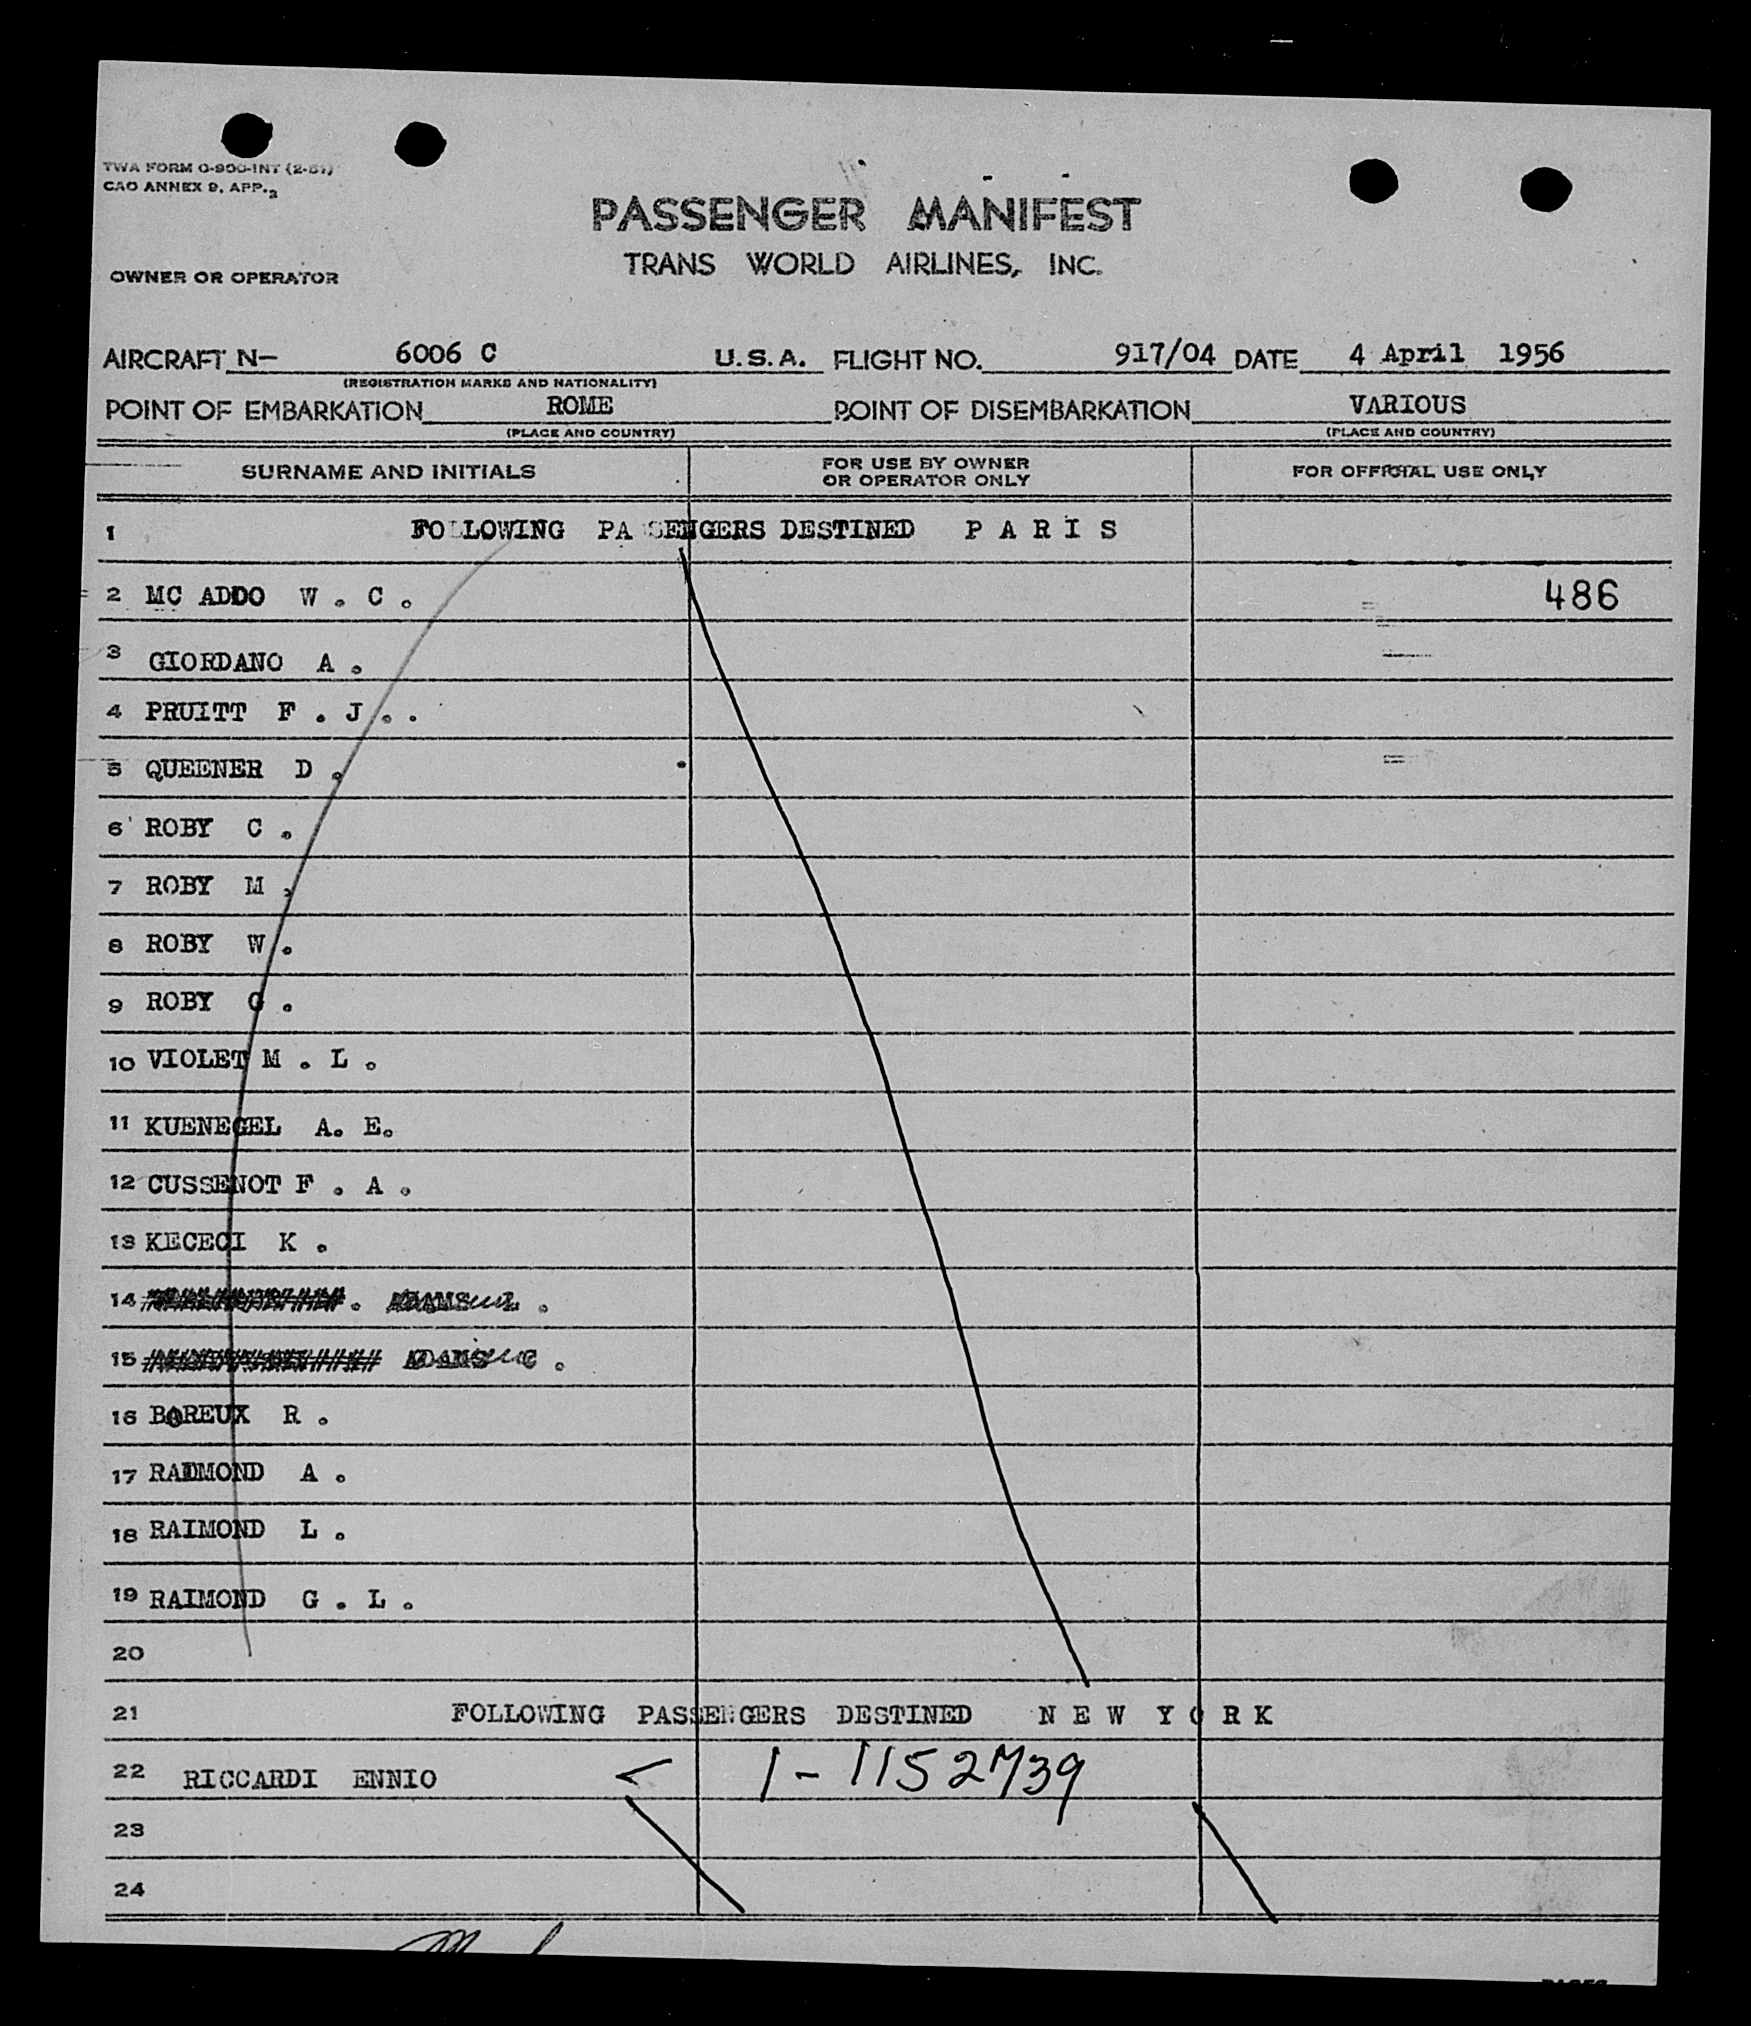 TWA FORM O-900-INT (2-51)
CAO ANNEX 9, APP. 2
PASSENGER MANIFEST
TRANS WORLD AIRLINES, INC.
OWNER OR OPERATOR
AIRCRAFT N- 6006 C U.S.A. FLIGHT NO. 917/04 DATE 4 April 1956
(REGISTRATION MARKS AND NATIONALITY)
POINT OF EMBARKATION ROME POINT OF DISEMBARKATION VARIOUS
(PLACE AND COUNTRY) (PLACE AND COUNTRY)
SURNAME AND INITIALS FOR USE BY OWNER OR OPERATOR ONLY FOR OFFICIAL USE ONLY
1 FOLLOWING PASSENGERS DESTINED P A R I S
2 MC ADDO W . C . 486
3 GIORDANO A .
4 PRUITT F . J . .
5 QUEENER D .
6 ROBY C .
7 ROBY M .
8 ROBY W .
9 ROBY G .
10 VIOLET M . L .
11 KUENEGEL A. E.
12 CUSSENOT F . A .
13 KECECI K .
14 . ADAMS L .
15 ADAMS C .
16 BOREUX R .
17 RAIMOND A .
18 RAIMOND L .
19 RAIMOND G . L .
20
21 FOLLOWING PASSENGERS DESTINED N E W Y O R K
22 RICCARDI ENNIO 1-1152739
23
24